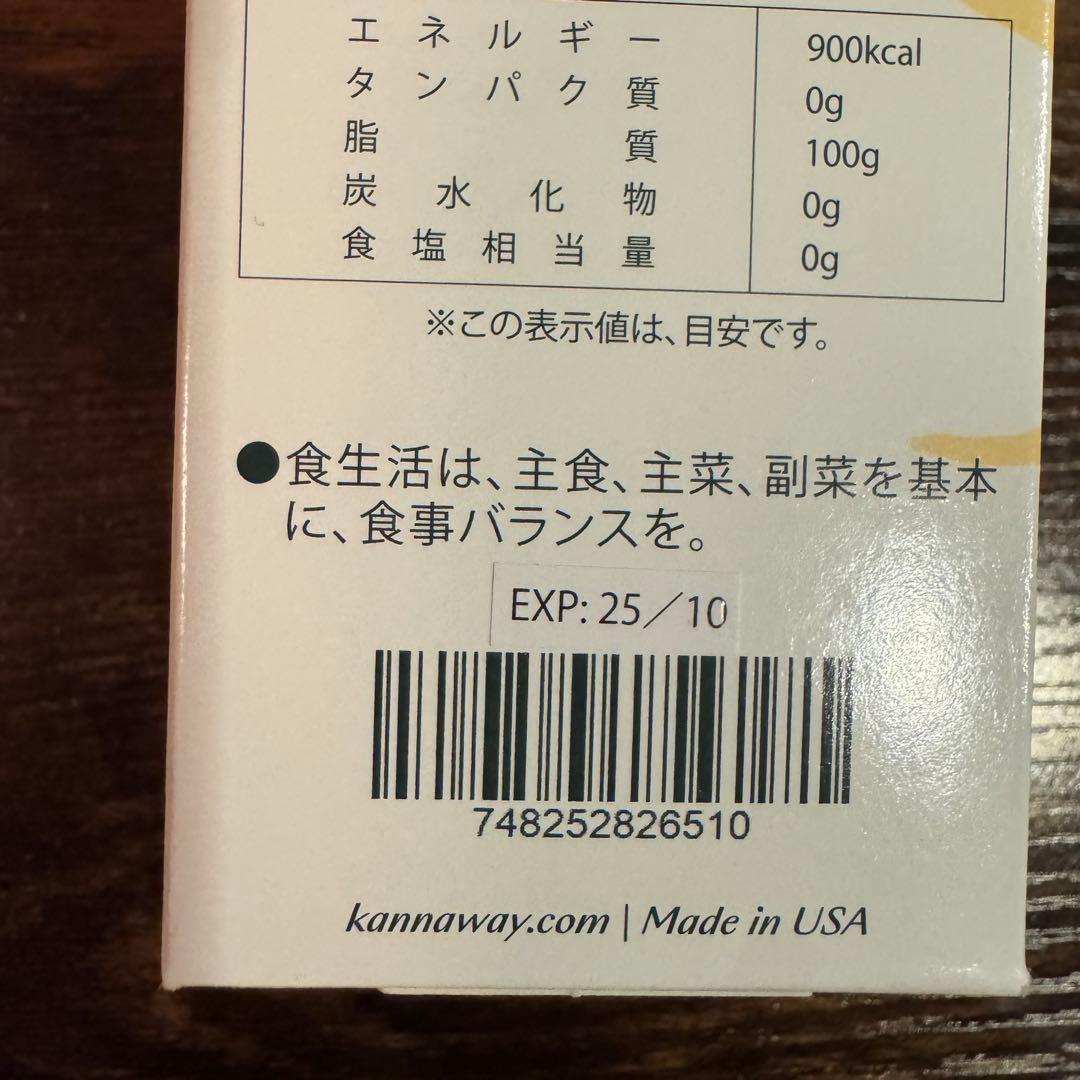 エネルギー 900kcal
タンパク質 0g
脂質 100g
炭水化物 0g
食塩相当量 0g
※この表示値は、目安です。
●食生活は、主食、主菜、副菜を基本
に、食事バランスを。
EXP: 25／10
748252826510
kannaway.com | Made in USA